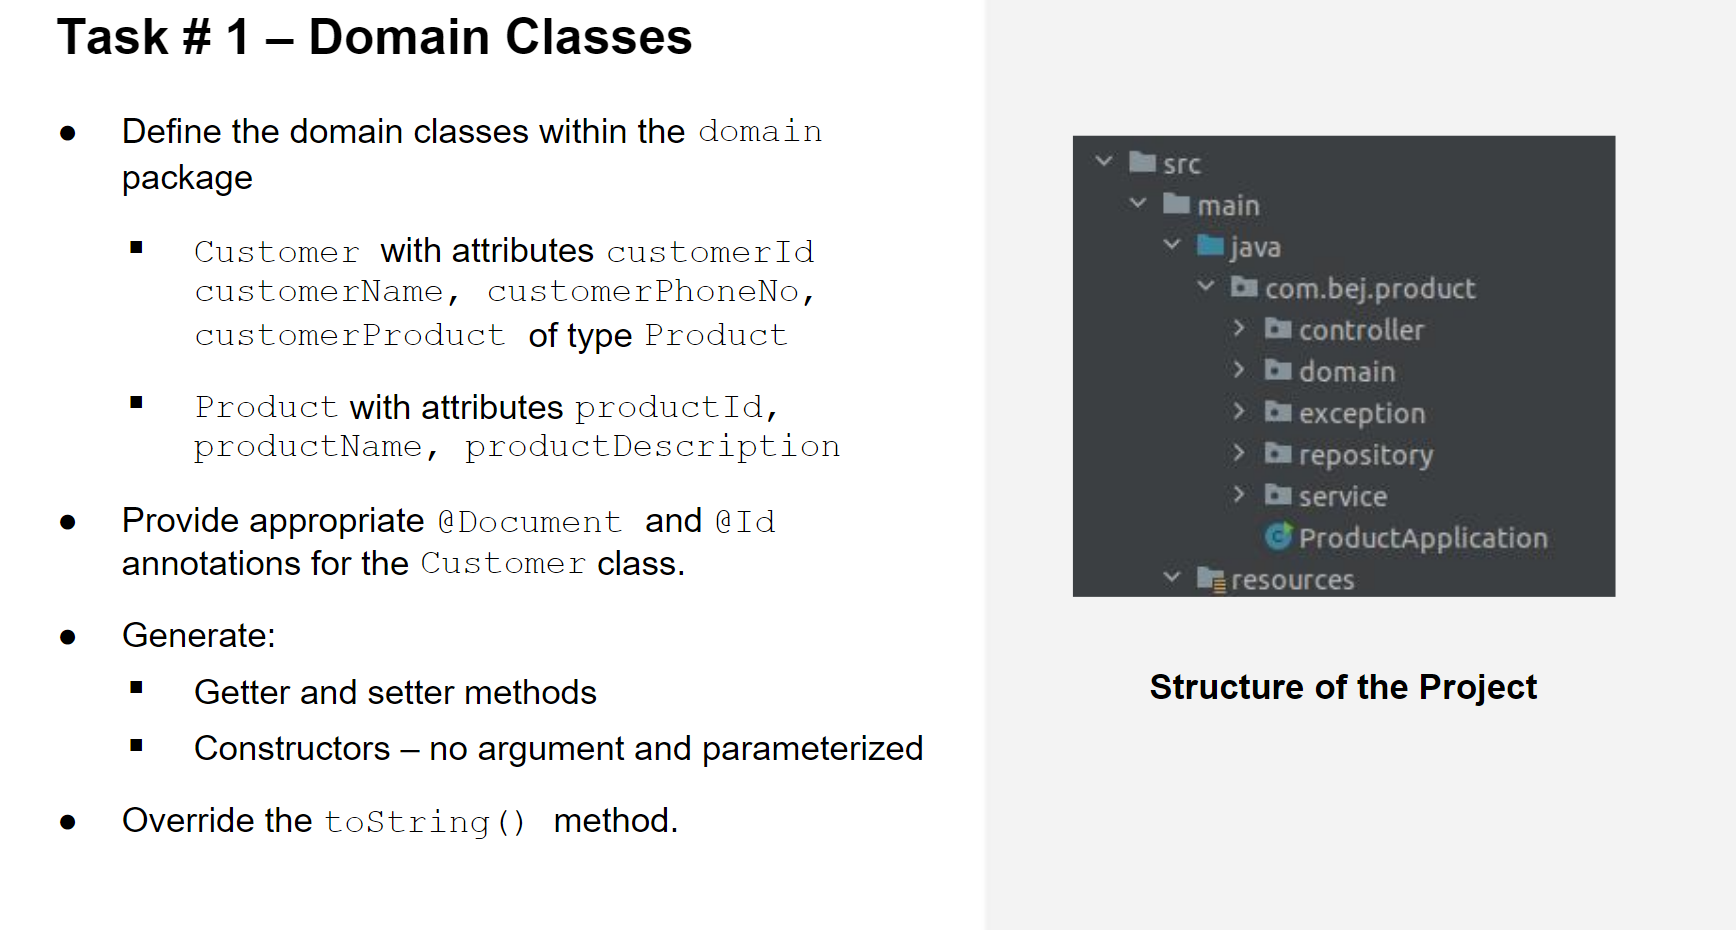 Task # 1 – Domain Classes
● Define the domain classes within the domain
package
▪ Customer with attributes customerId
customerName, customerPhoneNo,
customerProduct of type Product
▪ Product with attributes productId,
productName, productDescription
● Provide appropriate @Document and @Id
annotations for the Customer class.
● Generate:
▪ Getter and setter methods
▪ Constructors – no argument and parameterized
● Override the toString() method.
src
main
java
com.bej.product
controller
domain
exception
repository
service
ProductApplication
resources
Structure of the Project